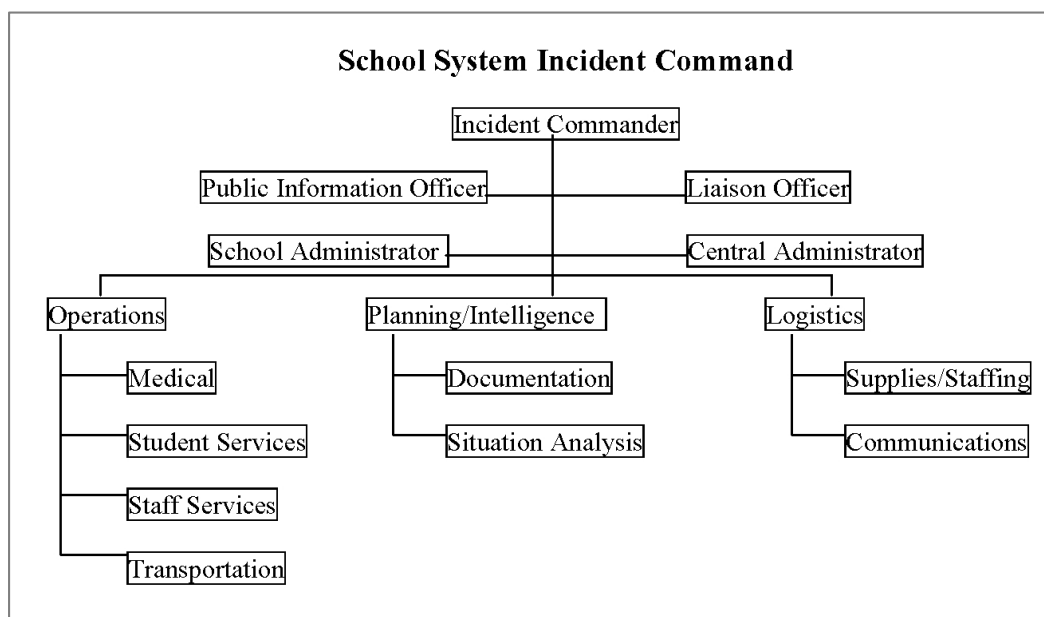 School System Incident Command
Incident Commander
Public Information Officer
Liaison Officer
School Administrator
Central Administrator
Operations
Planning/Intelligence
Logistics
Medical
Documentation
Supplies/Staffing
Student Services
Situation Analysis
Communications
Staff Services
Transportation